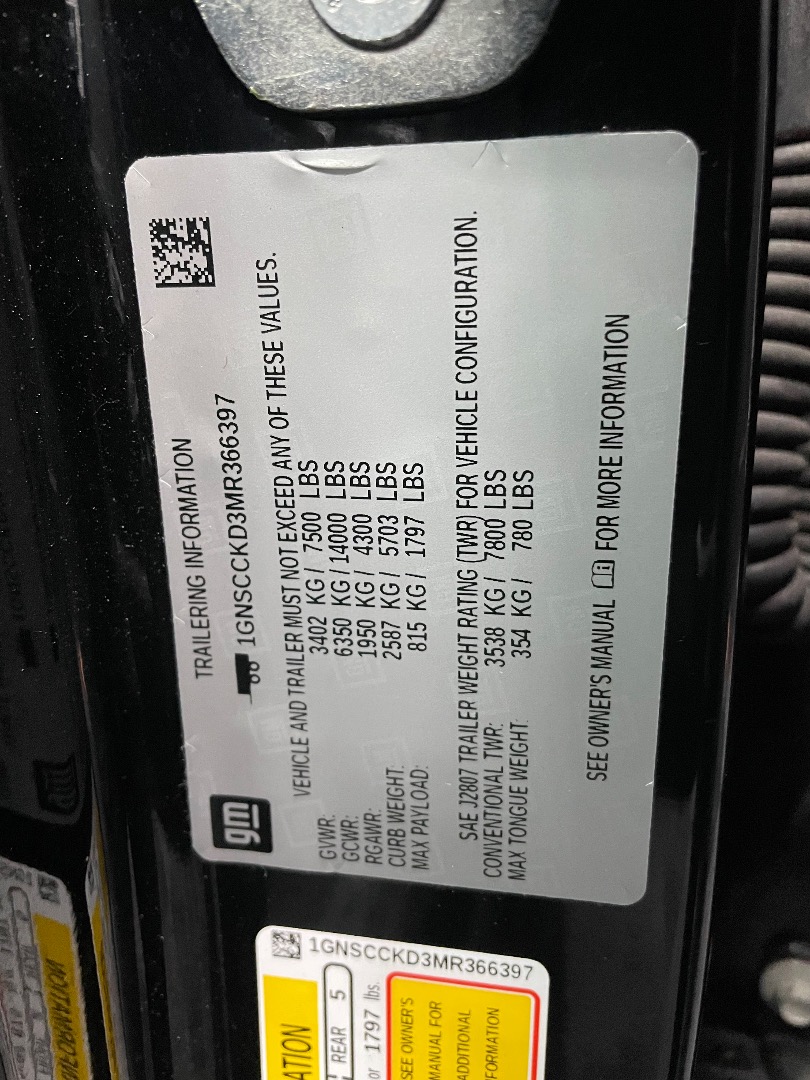 TRAILERING INFORMATION
1GNSCCKD3MR366397
gm
VEHICLE AND TRAILER MUST NOT EXCEED ANY OF THESE VALUES.
GVWR: 3402 KG / 7500 LBS
GCWR: 6350 KG / 14000 LBS
RGAWR: 1950 KG / 4300 LBS
CURB WEIGHT: 2587 KG / 5703 LBS
MAX PAYLOAD: 815 KG / 1797 LBS
SAE J2807 TRAILER WEIGHT RATING (TWR) FOR VEHICLE CONFIGURATION.
CONVENTIONAL TWR: 3538 KG / 7800 LBS
MAX TONGUE WEIGHT: 354 KG / 780 LBS
SEE OWNER'S MANUAL FOR MORE INFORMATION
1GNSCCKD3MR366397
REAR 5
or 1797 lbs.
SEE OWNER'S
MANUAL FOR
ADDITIONAL